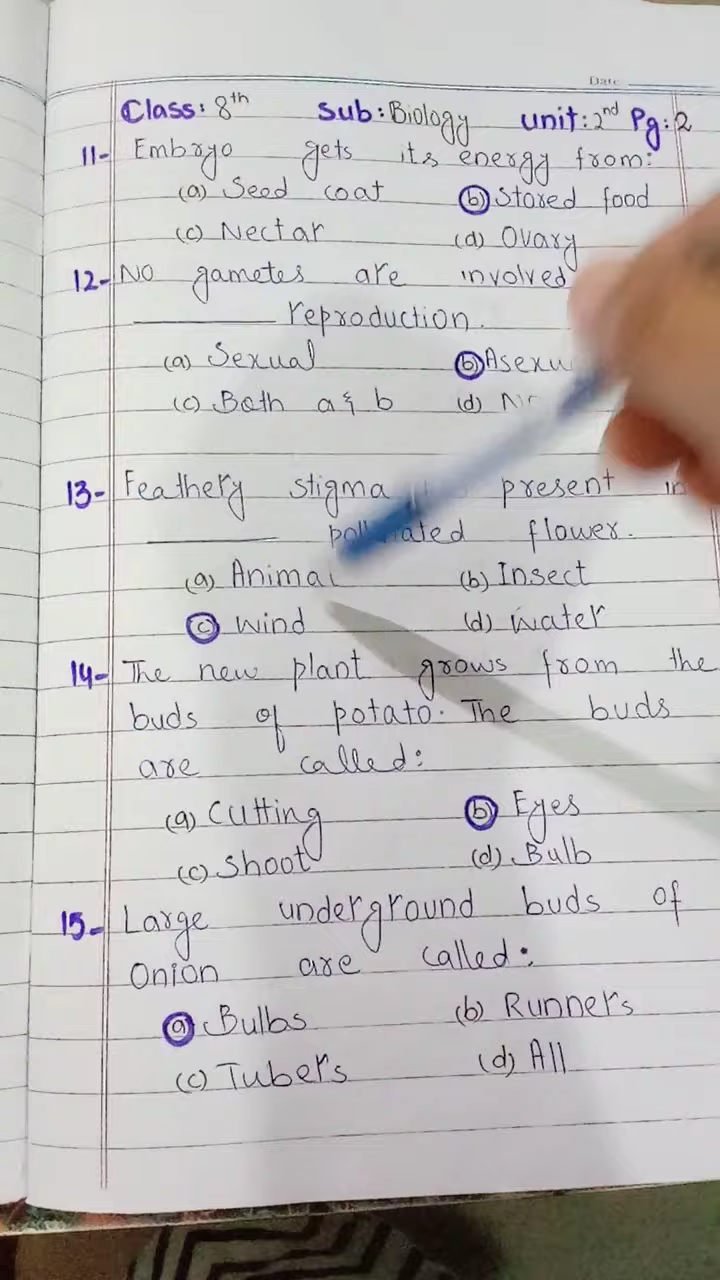 Date
Class: 8th Sub: Biology unit: 2nd Pg: 2
11- Embryo gets its energy from:
(a) Seed coat (b) Stored food
(c) Nectar (d) Ovary
12- No gametes are involved
________ reproduction.
(a) Sexual (b) Asexu
(c) Both a & b (d)
13- Feathery stigma present in
________ pollinated flower.
(a) Animal (b) Insect
(c) Wind (d) Water
14- The new plant grows from the
buds of potato. The buds
are called:
(a) Cutting (b) Eyes
(c) Shoot (d) Bulb
15- Large underground buds of
Onion are called:
(a) Bulbs (b) Runners
(c) Tubers (d) All